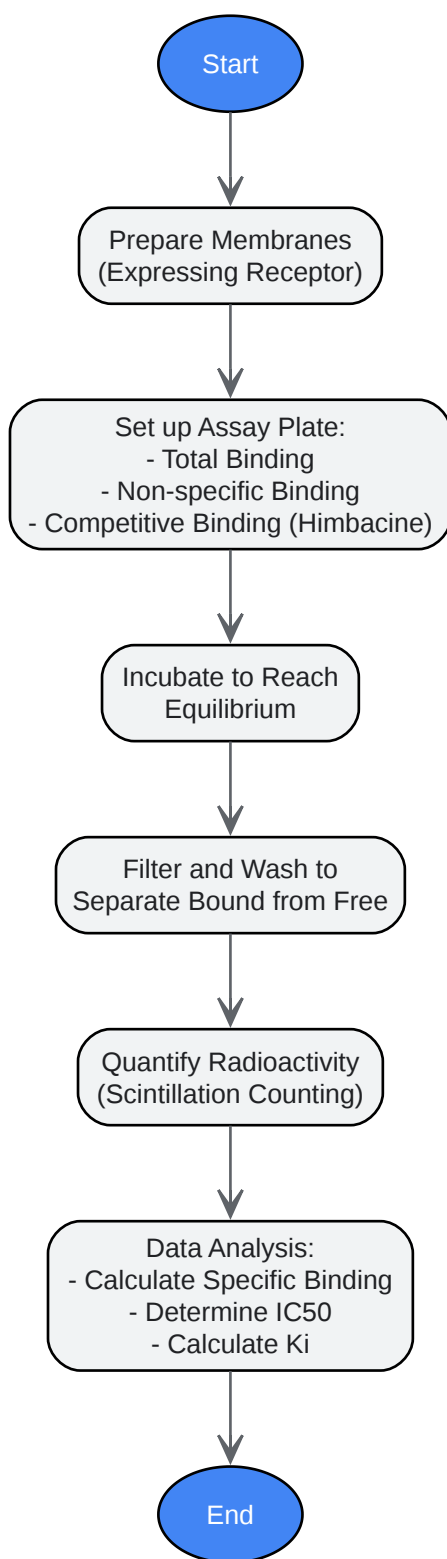 Start
Prepare Membranes
(Expressing Receptor)
Set up Assay Plate:
- Total Binding
- Non-specific Binding
- Competitive Binding (Himbacine)
Incubate to Reach
Equilibrium
Filter and Wash to
Separate Bound from Free
Quantify Radioactivity
(Scintillation Counting)
Data Analysis:
- Calculate Specific Binding
- Determine IC50
- Calculate Ki
End